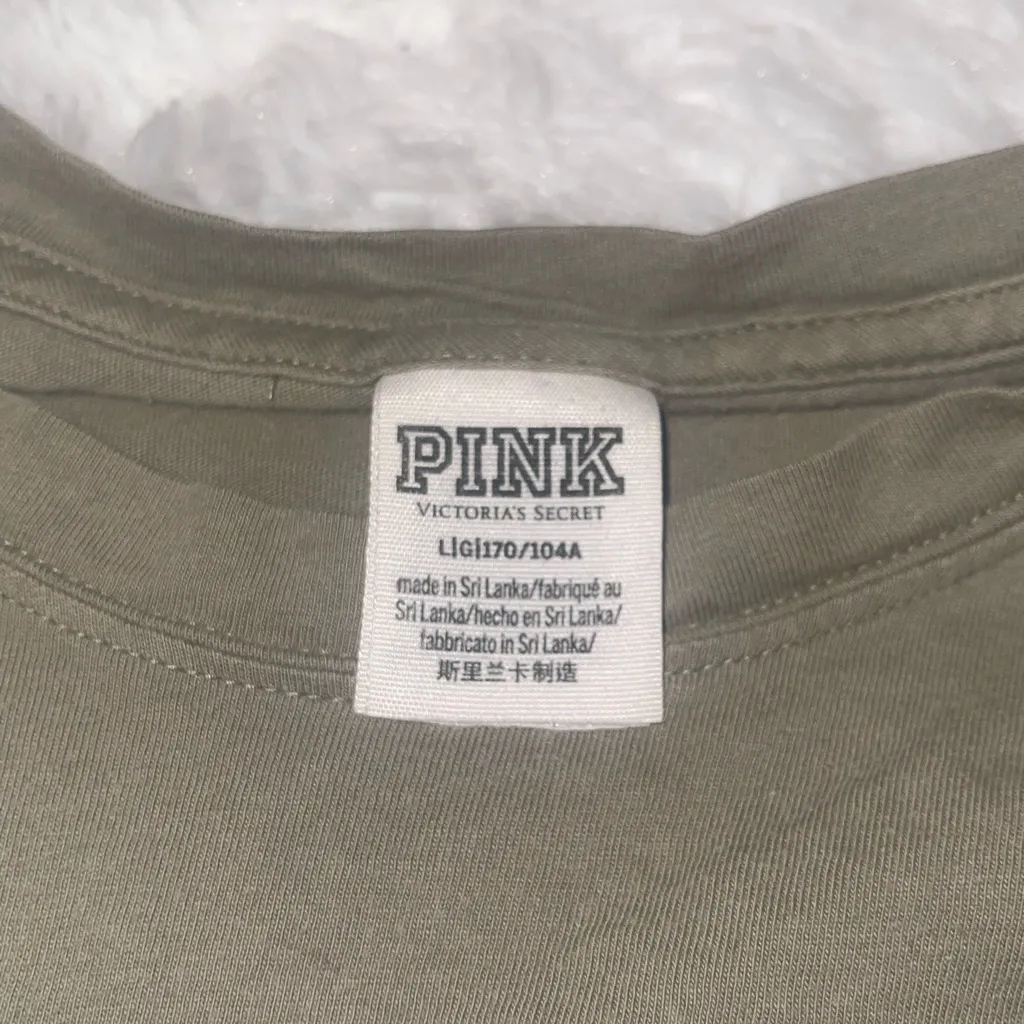 PINK
VICTORIA'S SECRET
L|G|170/104A
made in Sri Lanka/fabriqué au
Sri Lanka/hecho en Sri Lanka/
fabbricato in Sri Lanka/
斯里兰卡制造